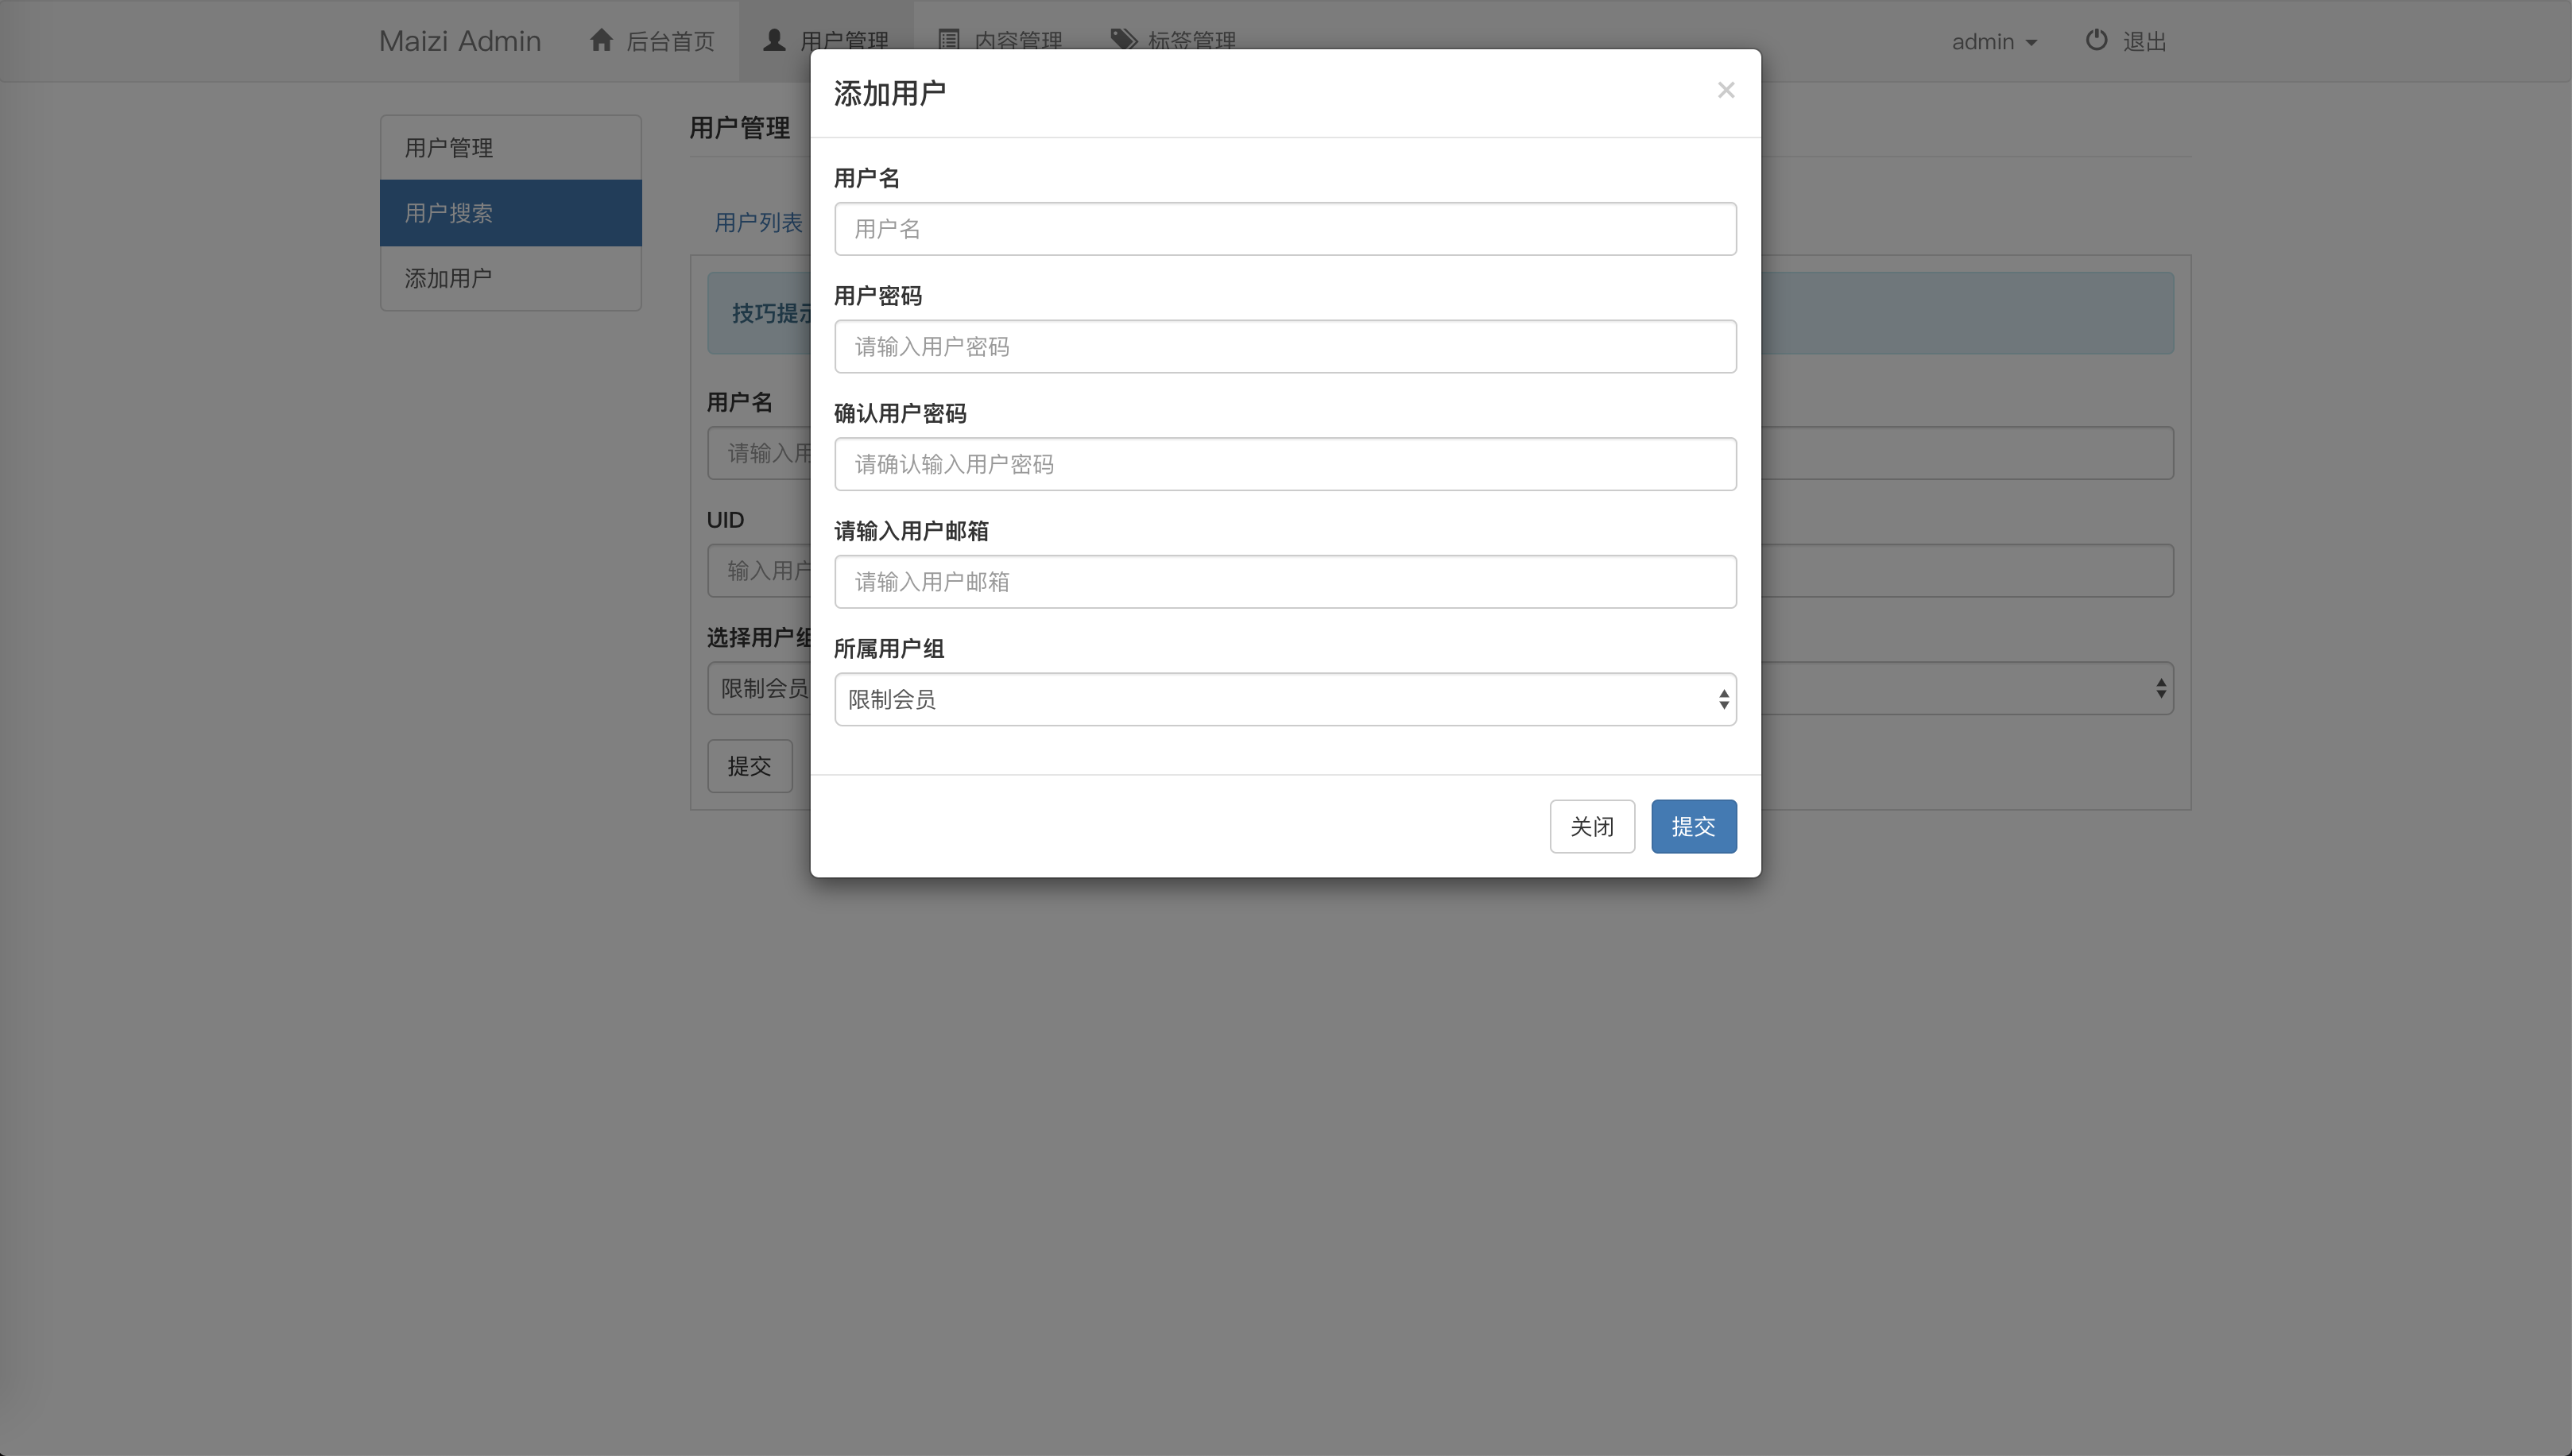 Maizi Admin 后台首页 用户管理 内容管理 标签管理 admin 退出
用户管理
用户搜索
添加用户
用户管理
用户列表
技巧提示
用户名
请输入用
UID
输入用户
选择用户组
限制会员
提交
添加用户 ×
用户名
用户名
用户密码
请输入用户密码
确认用户密码
请确认输入用户密码
请输入用户邮箱
请输入用户邮箱
所属用户组
限制会员
关闭 提交